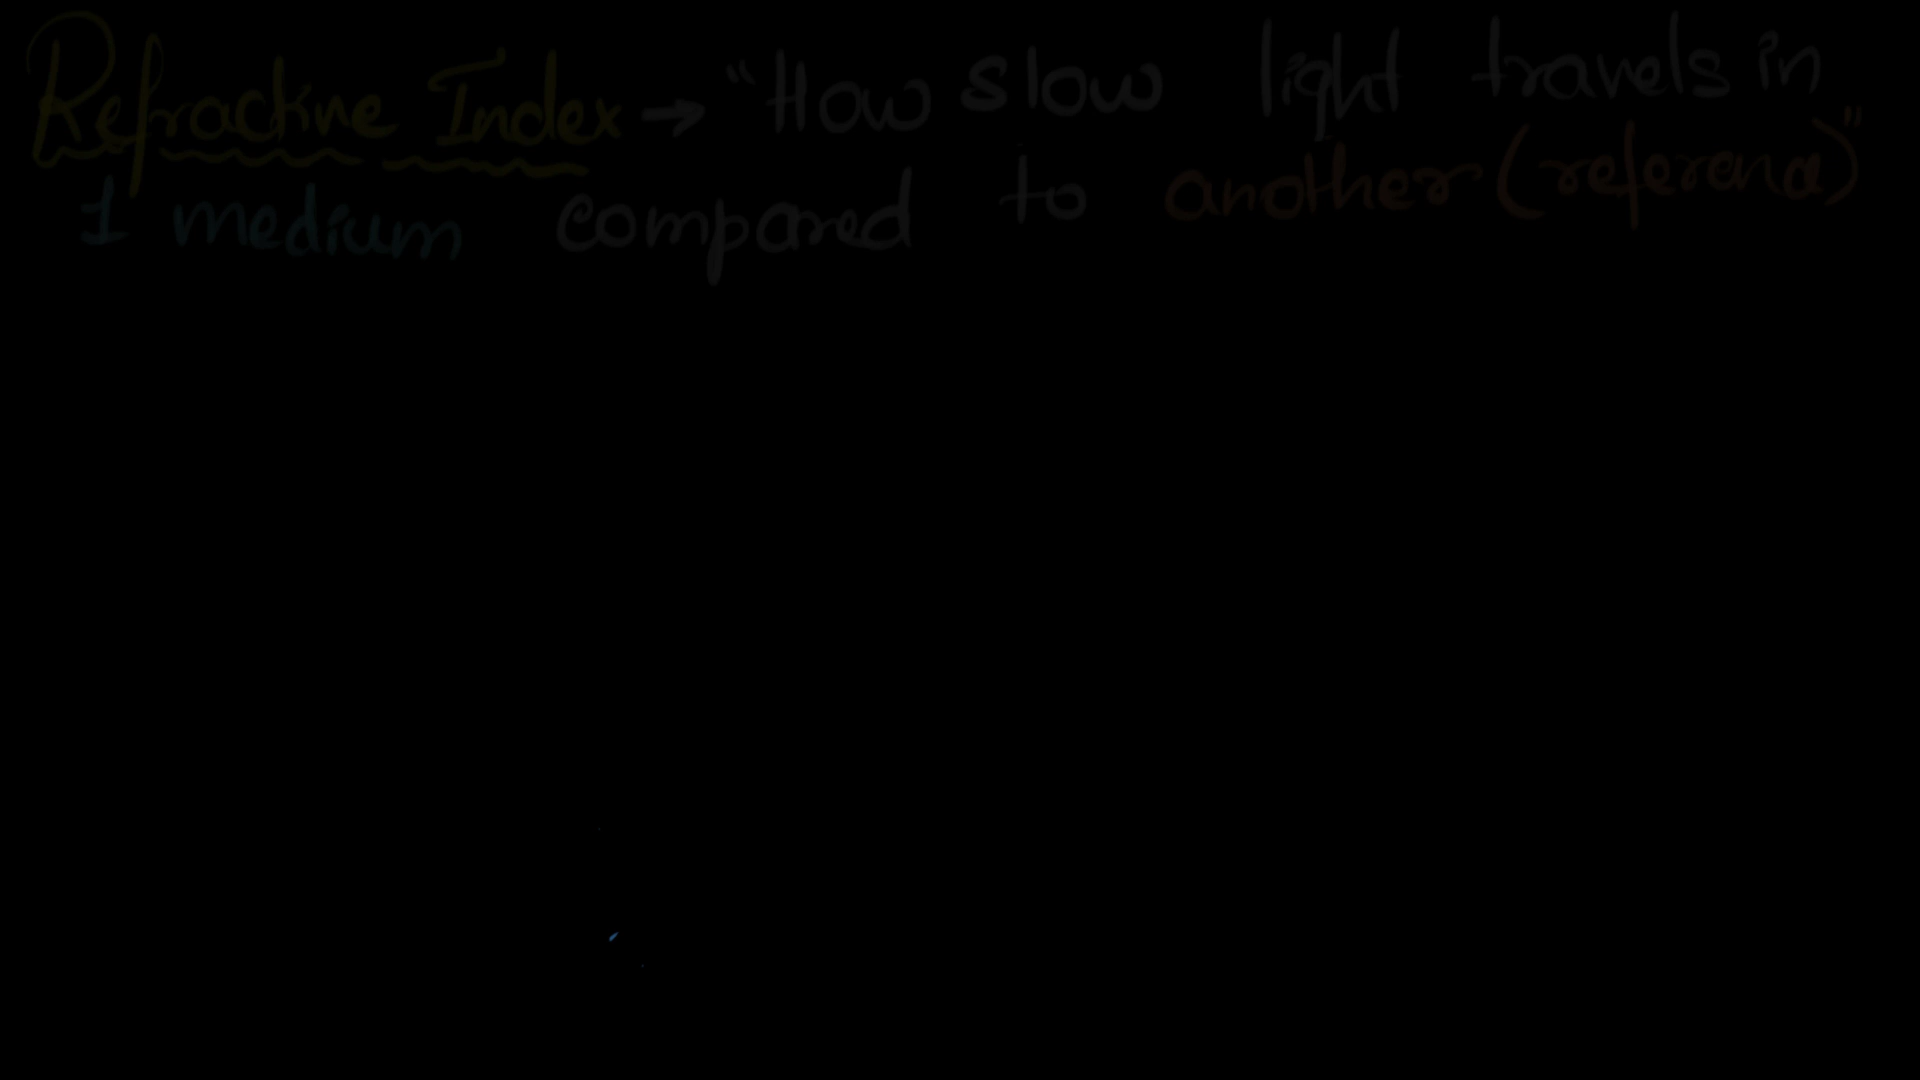 Refractive Index → "How slow light travels in
1 medium compared to another (reference)"